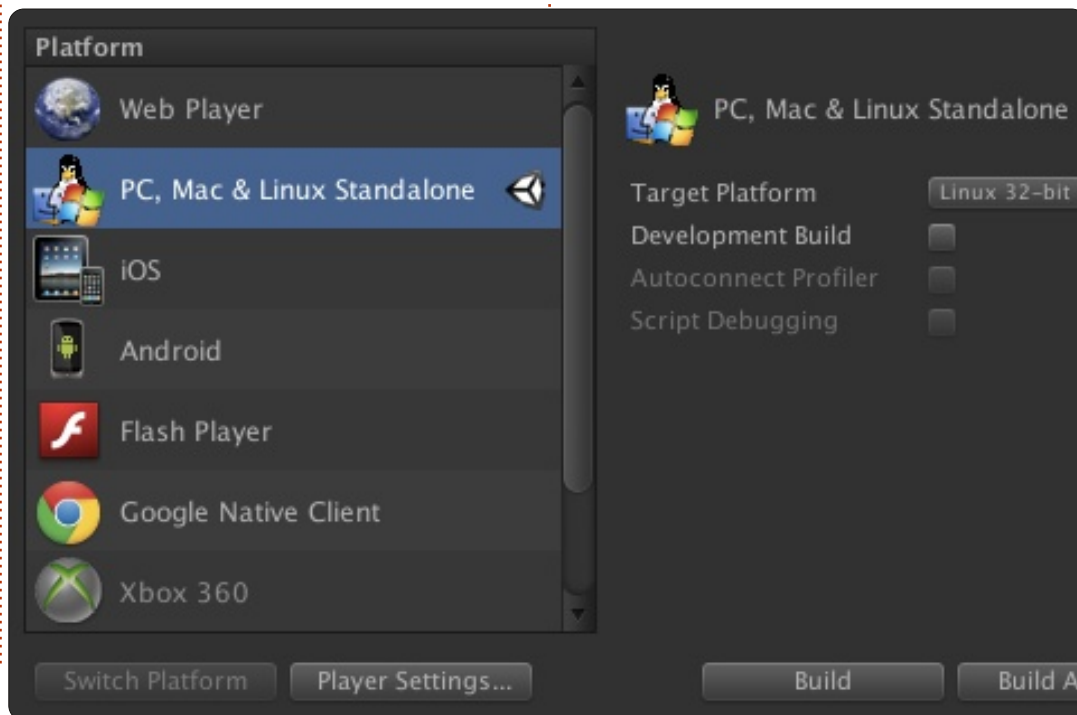 Platform
Web Player
PC, Mac & Linux Standalone
iOS
Android
Flash Player
Google Native Client
Xbox 360
Switch Platform
Player Settings...
PC, Mac & Linux Standalone
Target Platform
Linux 32-bit
Development Build
Autoconnect Profiler
Script Debugging
Build
Build A